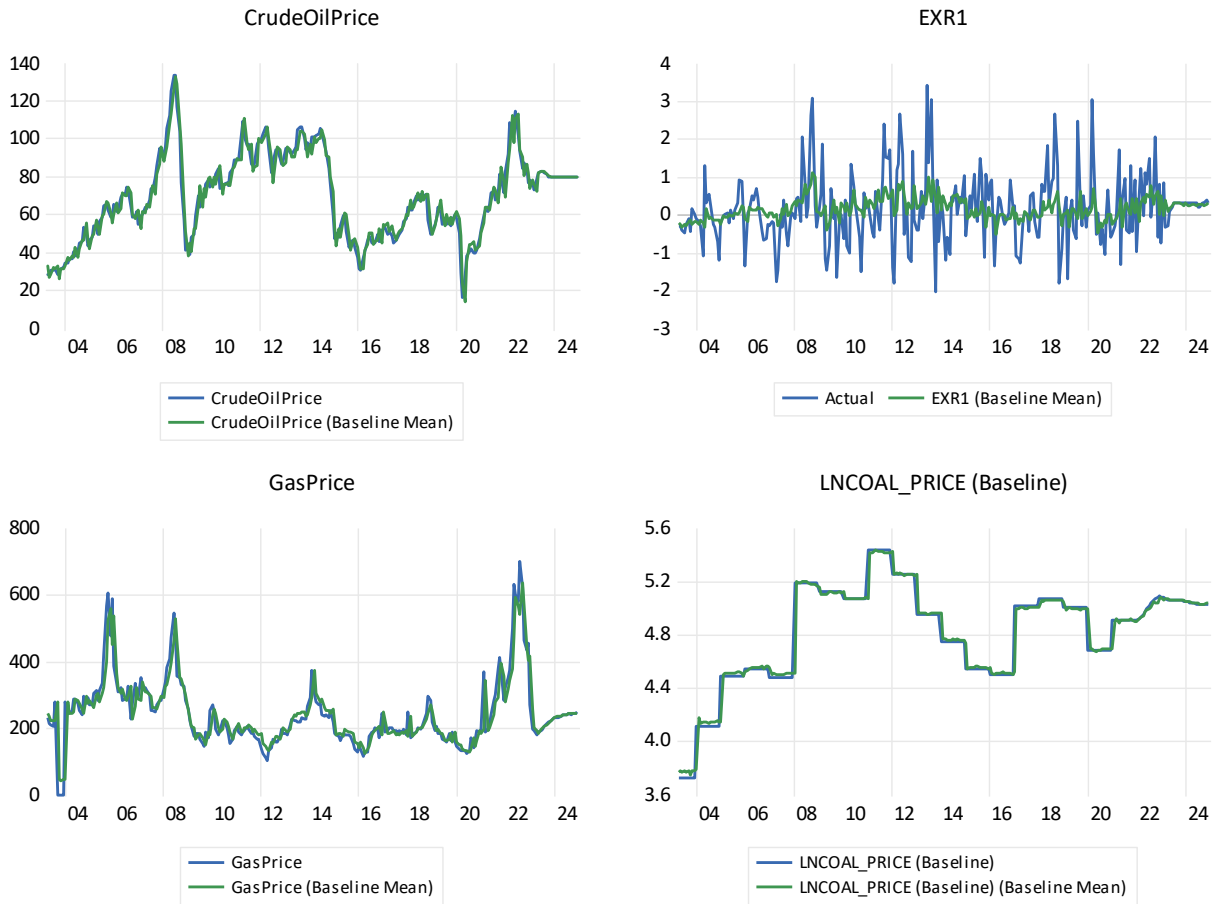 CrudeOilPrice
140
120
100
80
60
40
20
0
04 06 08 10 12 14 16 18 20 22 24
CrudeOilPrice
CrudeOilPrice (Baseline Mean)
EXR1
4
3
2
1
0
-1
-2
-3
04 06 08 10 12 14 16 18 20 22 24
Actual EXR1 (Baseline Mean)
GasPrice
800
600
400
200
0
04 06 08 10 12 14 16 18 20 22 24
GasPrice
GasPrice (Baseline Mean)
LNCOAL_PRICE (Baseline)
5.6
5.2
4.8
4.4
4.0
3.6
04 06 08 10 12 14 16 18 20 22 24
LNCOAL_PRICE (Baseline)
LNCOAL_PRICE (Baseline) (Baseline Mean)